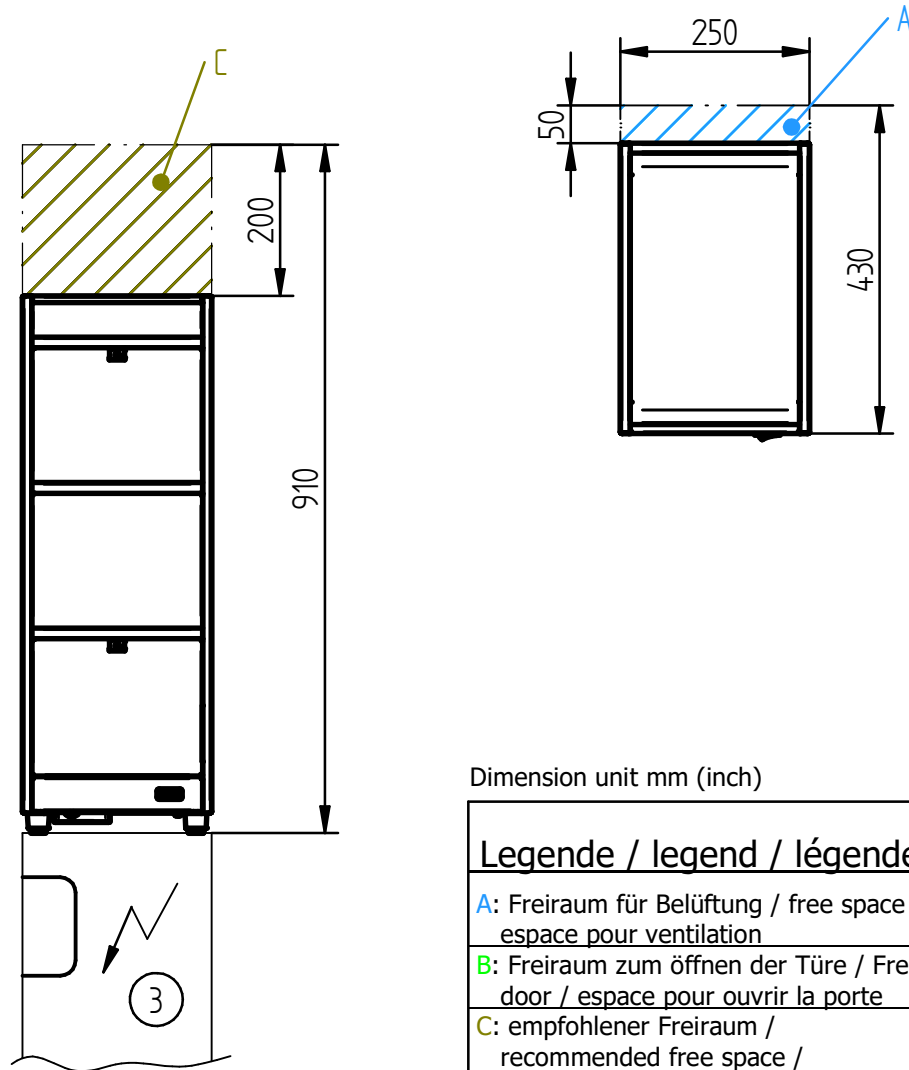 C
A
250
50
200
430
910
Dimension unit mm (inch)
Legende / legend / légende
A: Freiraum für Belüftung / free space
espace pour ventilation
B: Freiraum zum öffnen der Türe / Fre
door / espace pour ouvrir la porte
C: empfohlener Freiraum /
recommended free space /
3